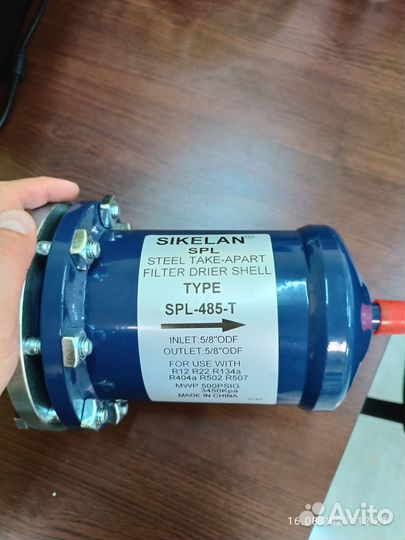 SIKELAN
SPL
STEEL TAKE-APART
FILTER DRIER SHELL
TYPE
SPL-485-T
INLET:5/8"ODF
OUTLET:5/8"ODF
FOR USE WITH
R12 R22 R134a
R404a R502 R507
MWP 500PSIG
3450Kpa
MADE IN CHINA
Avito